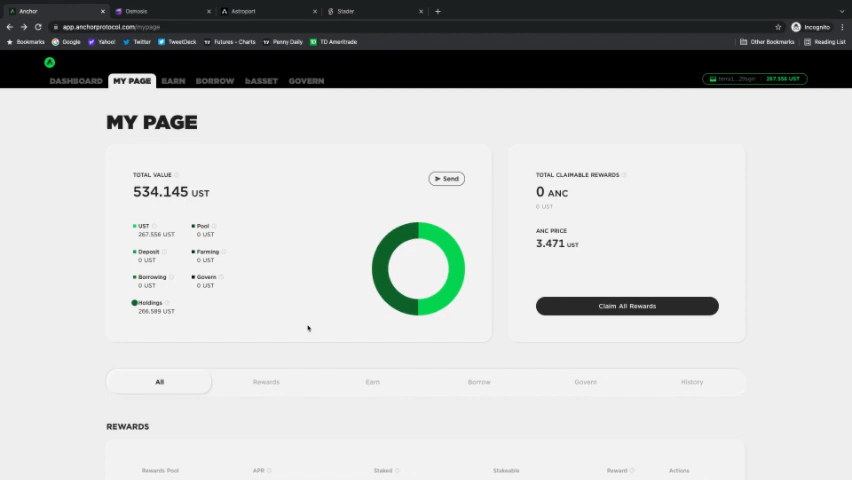 Anchor
Osmosis
Astroport
Stader
app.anchorprotocol.com/mypage
Incognito
Bookmarks
Google
Yahoo!
Twitter
TweetDeck
Futures – Charts
Penny Daily
TD Ameritrade
Other Bookmarks
Reading List
DASHBOARD
MY PAGE
EARN
BORROW
bASSET
GOVERN
267.556 UST
MY PAGE
TOTAL VALUE
534.145 UST
Send
UST
267.556 UST
Pool
0 UST
Deposit
0 UST
Farming
0 UST
Borrowing
0 UST
Govern
0 UST
Holdings
266.589 UST
TOTAL CLAIMABLE REWARDS
0 ANC
0 UST
ANC PRICE
3.471 UST
Claim All Rewards
All
Rewards
Earn
Borrow
Govern
History
REWARDS
Rewards Pool
APR
Staked
Stakeable
Reward
Actions